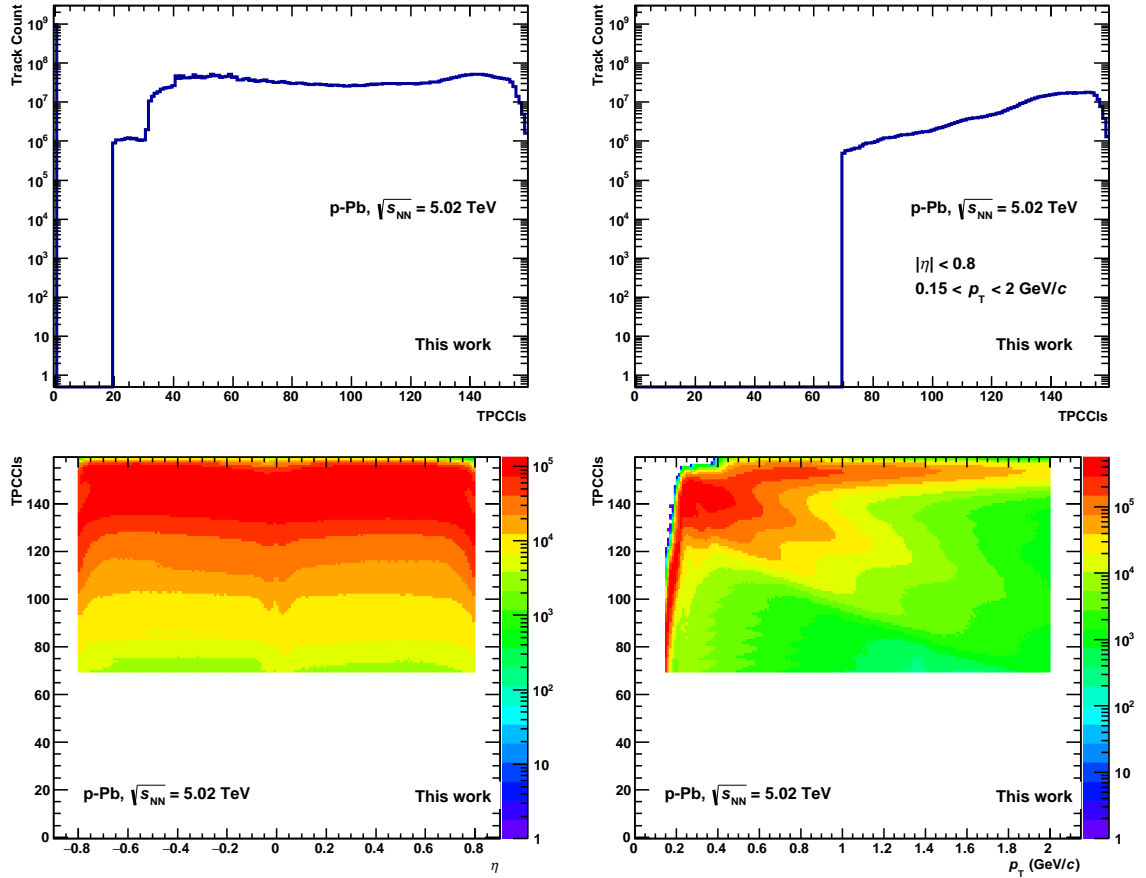 Track Count
10⁹
10⁸
10⁷
10⁶
10⁵
10⁴
10³
10²
10
1
p-Pb, √s_NN = 5.02 TeV
This work
0 20 40 60 80 100 120 140
TPCCls
Track Count
10⁹
10⁸
10⁷
10⁶
10⁵
10⁴
10³
10²
10
1
p-Pb, √s_NN = 5.02 TeV
|η| < 0.8
0.15 < p_T < 2 GeV/c
This work
0 20 40 60 80 100 120 140
TPCCls
TPCCls
140
120
100
80
60
40
20
0
p-Pb, √s_NN = 5.02 TeV
This work
−0.8 −0.6 −0.4 −0.2 0 0.2 0.4 0.6 0.8
η
10⁵
10⁴
10³
10²
10
1
TPCCls
140
120
100
80
60
40
20
0
p-Pb, √s_NN = 5.02 TeV
This work
0 0.2 0.4 0.6 0.8 1 1.2 1.4 1.6 1.8 2
p_T (GeV/c)
10⁵
10⁴
10³
10²
10
1